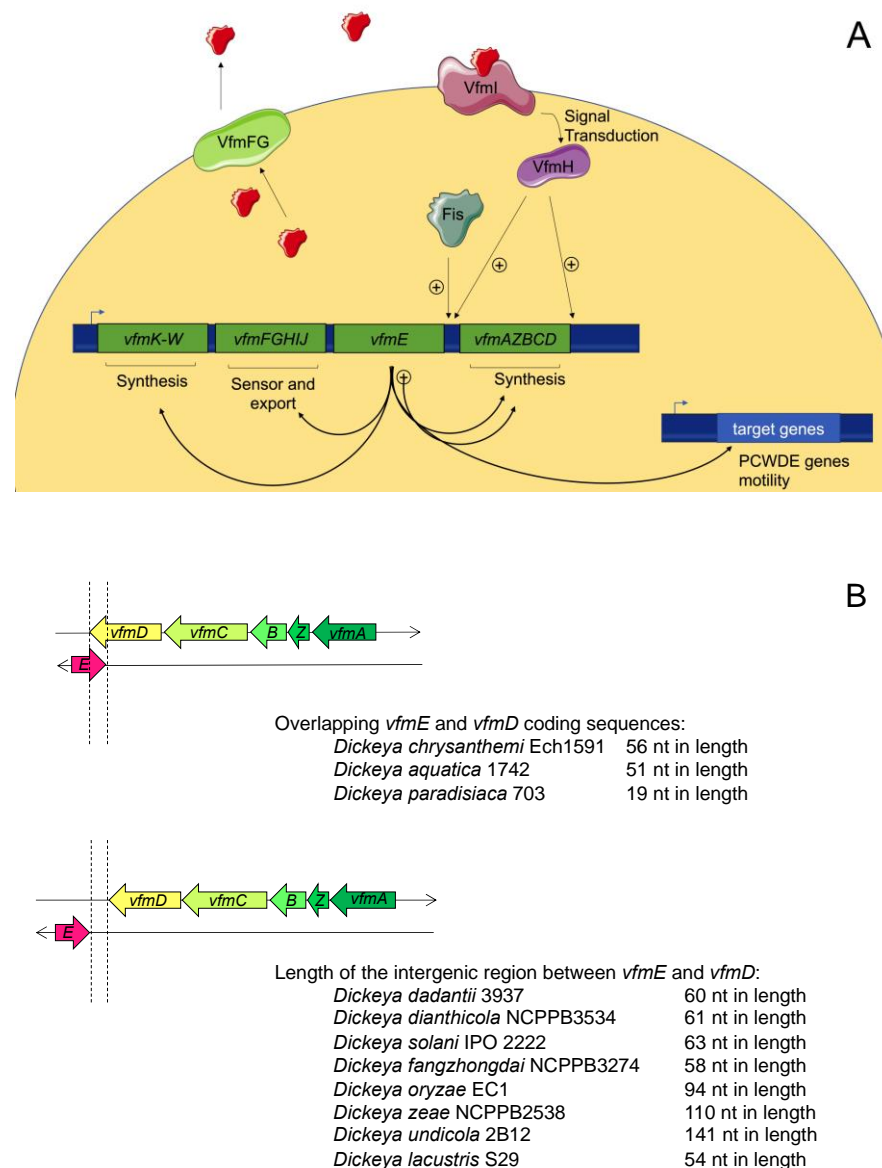 A
VfmI
Signal
Transduction
VfmFG
VfmH
Fis
+
+
+
vfmK-W
vfmFGHIJ
vfmE
vfmAZBCD
Synthesis
Sensor and
export
+
Synthesis
target genes
PCWDE genes
motility
B
vfmD vfmC B Z vfmA
E
Overlapping vfmE and vfmD coding sequences:
Dickeya chrysanthemi Ech1591 56 nt in length
Dickeya aquatica 1742 51 nt in length
Dickeya paradisiaca 703 19 nt in length
vfmD vfmC B Z vfmA
E
Length of the intergenic region between vfmE and vfmD:
Dickeya dadantii 3937 60 nt in length
Dickeya dianthicola NCPPB3534 61 nt in length
Dickeya solani IPO 2222 63 nt in length
Dickeya fangzhongdai NCPPB3274 58 nt in length
Dickeya oryzae EC1 94 nt in length
Dickeya zeae NCPPB2538 110 nt in length
Dickeya undicola 2B12 141 nt in length
Dickeya lacustris S29 54 nt in length